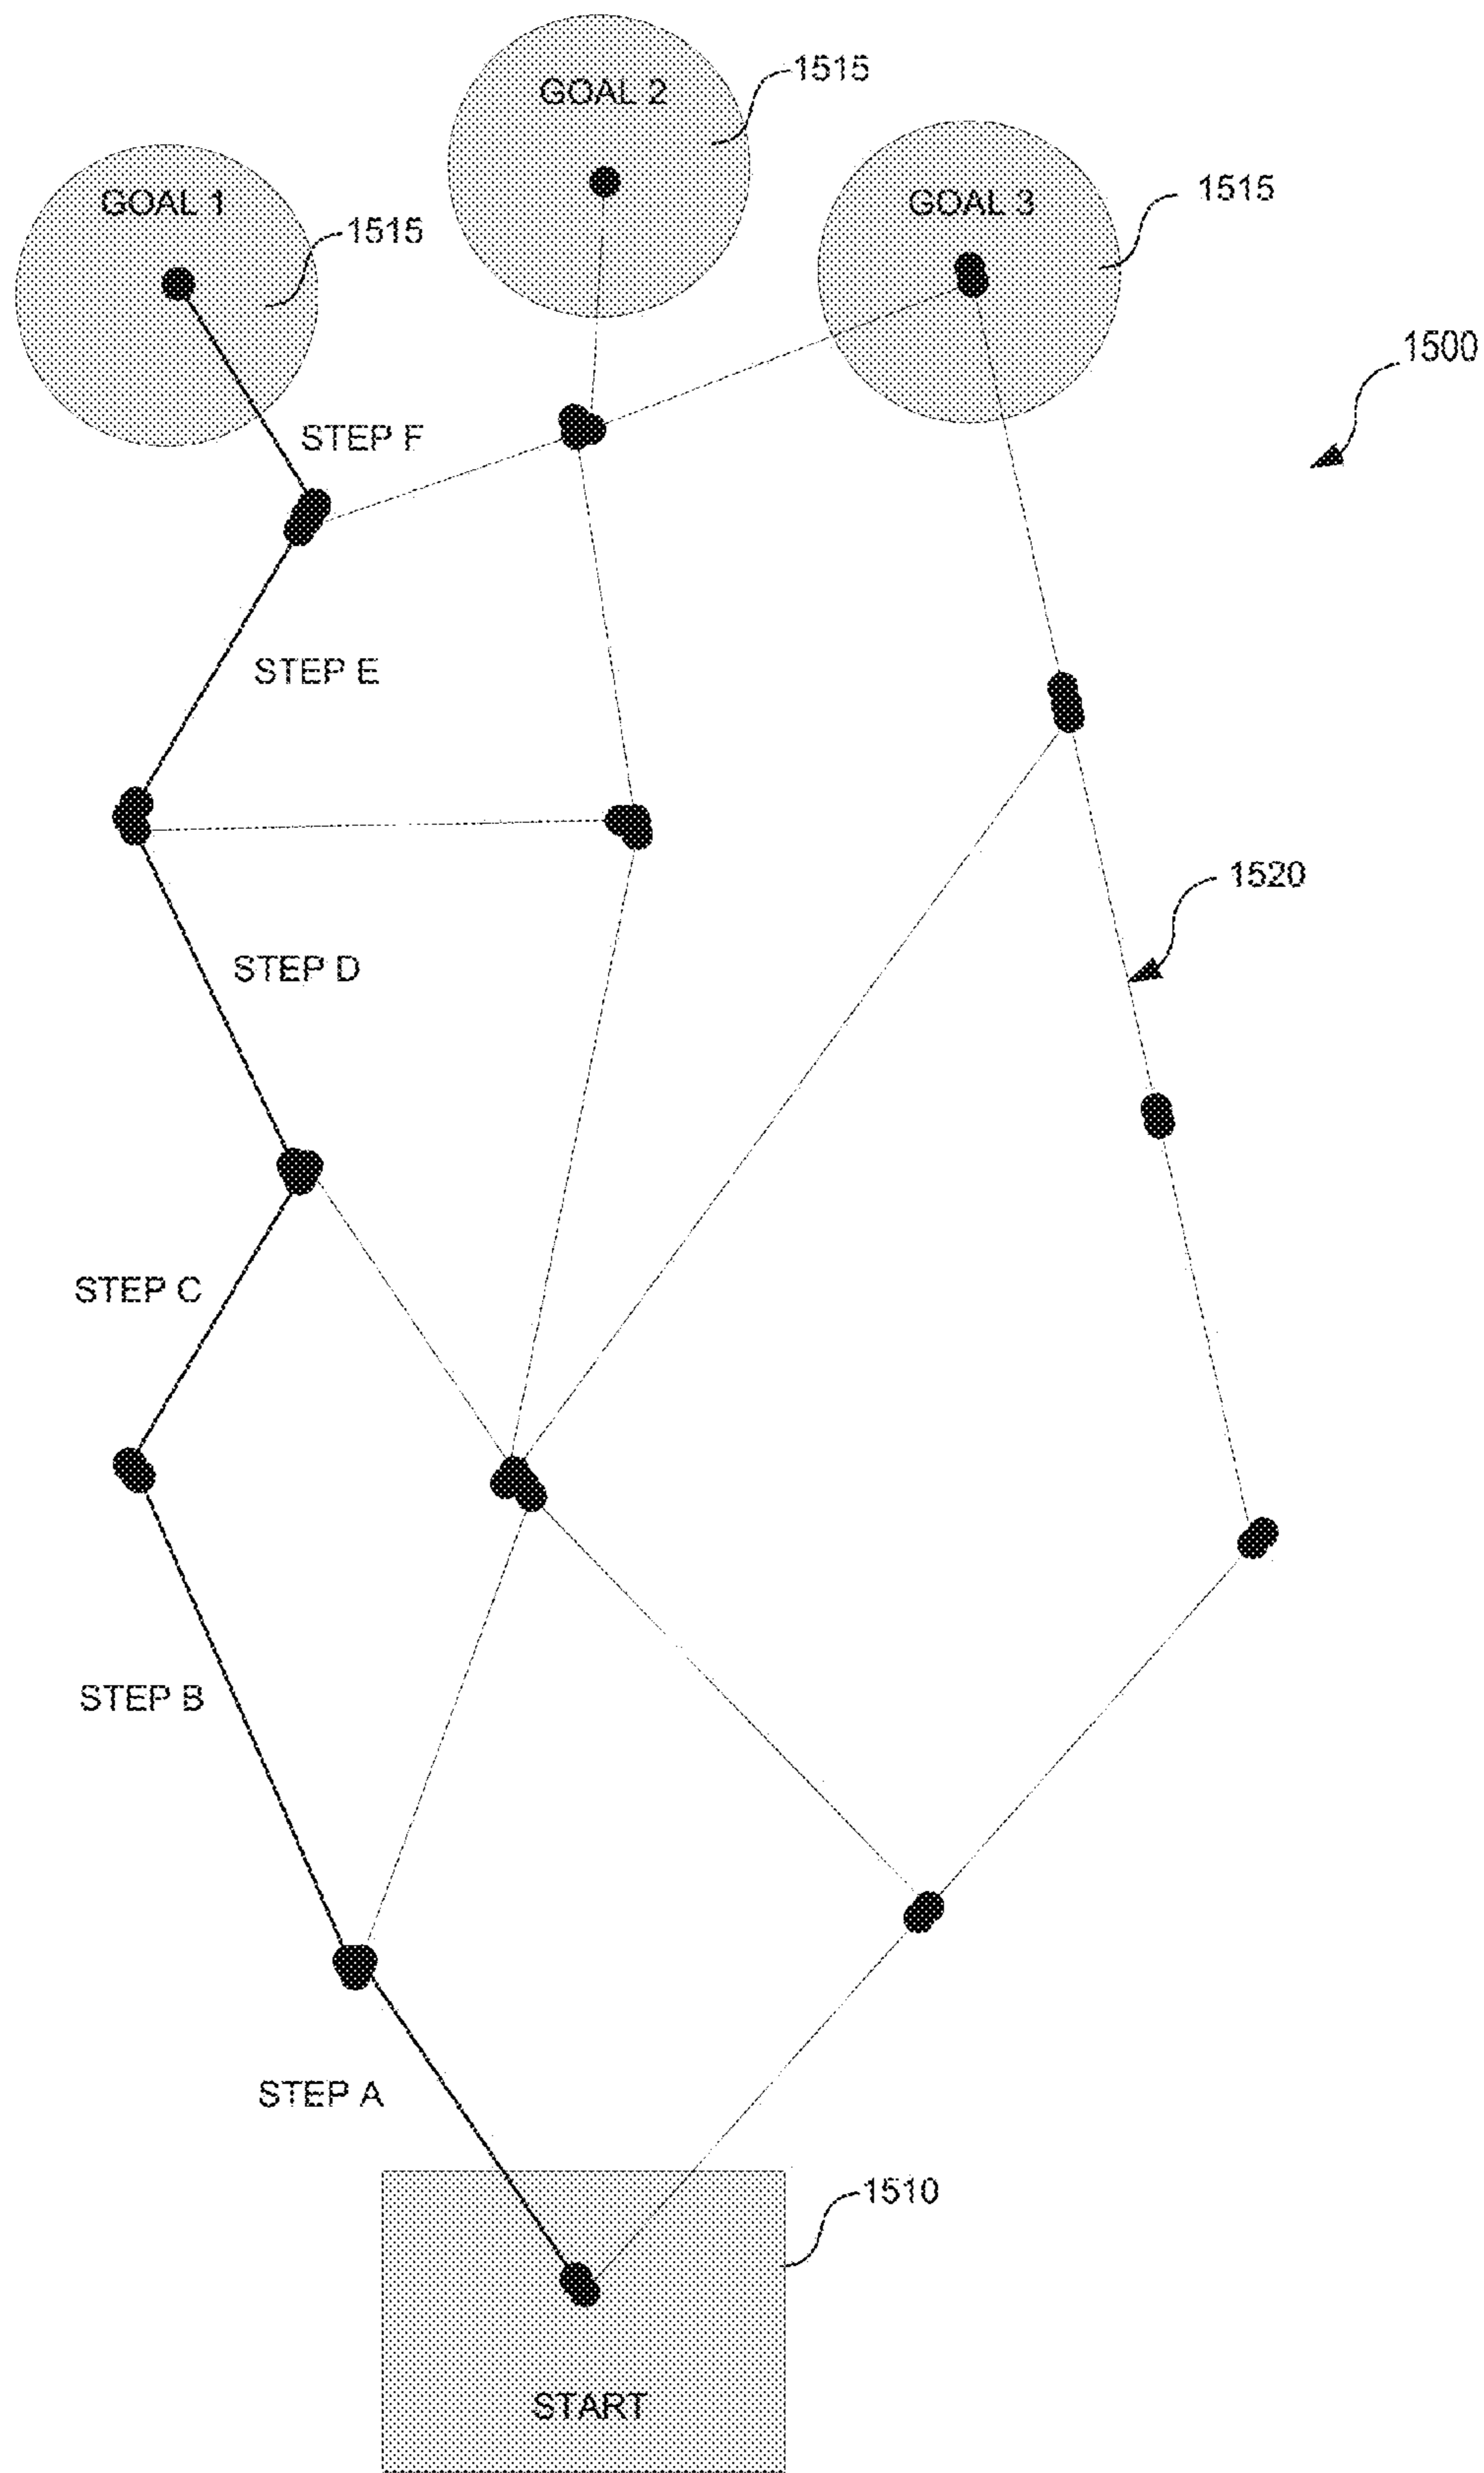 GOAL 2
1515
GOAL 1
1515
GOAL 3
1515
1500
STEP F
STEP E
1520
STEP D
STEP C
STEP B
STEP A
1510
START